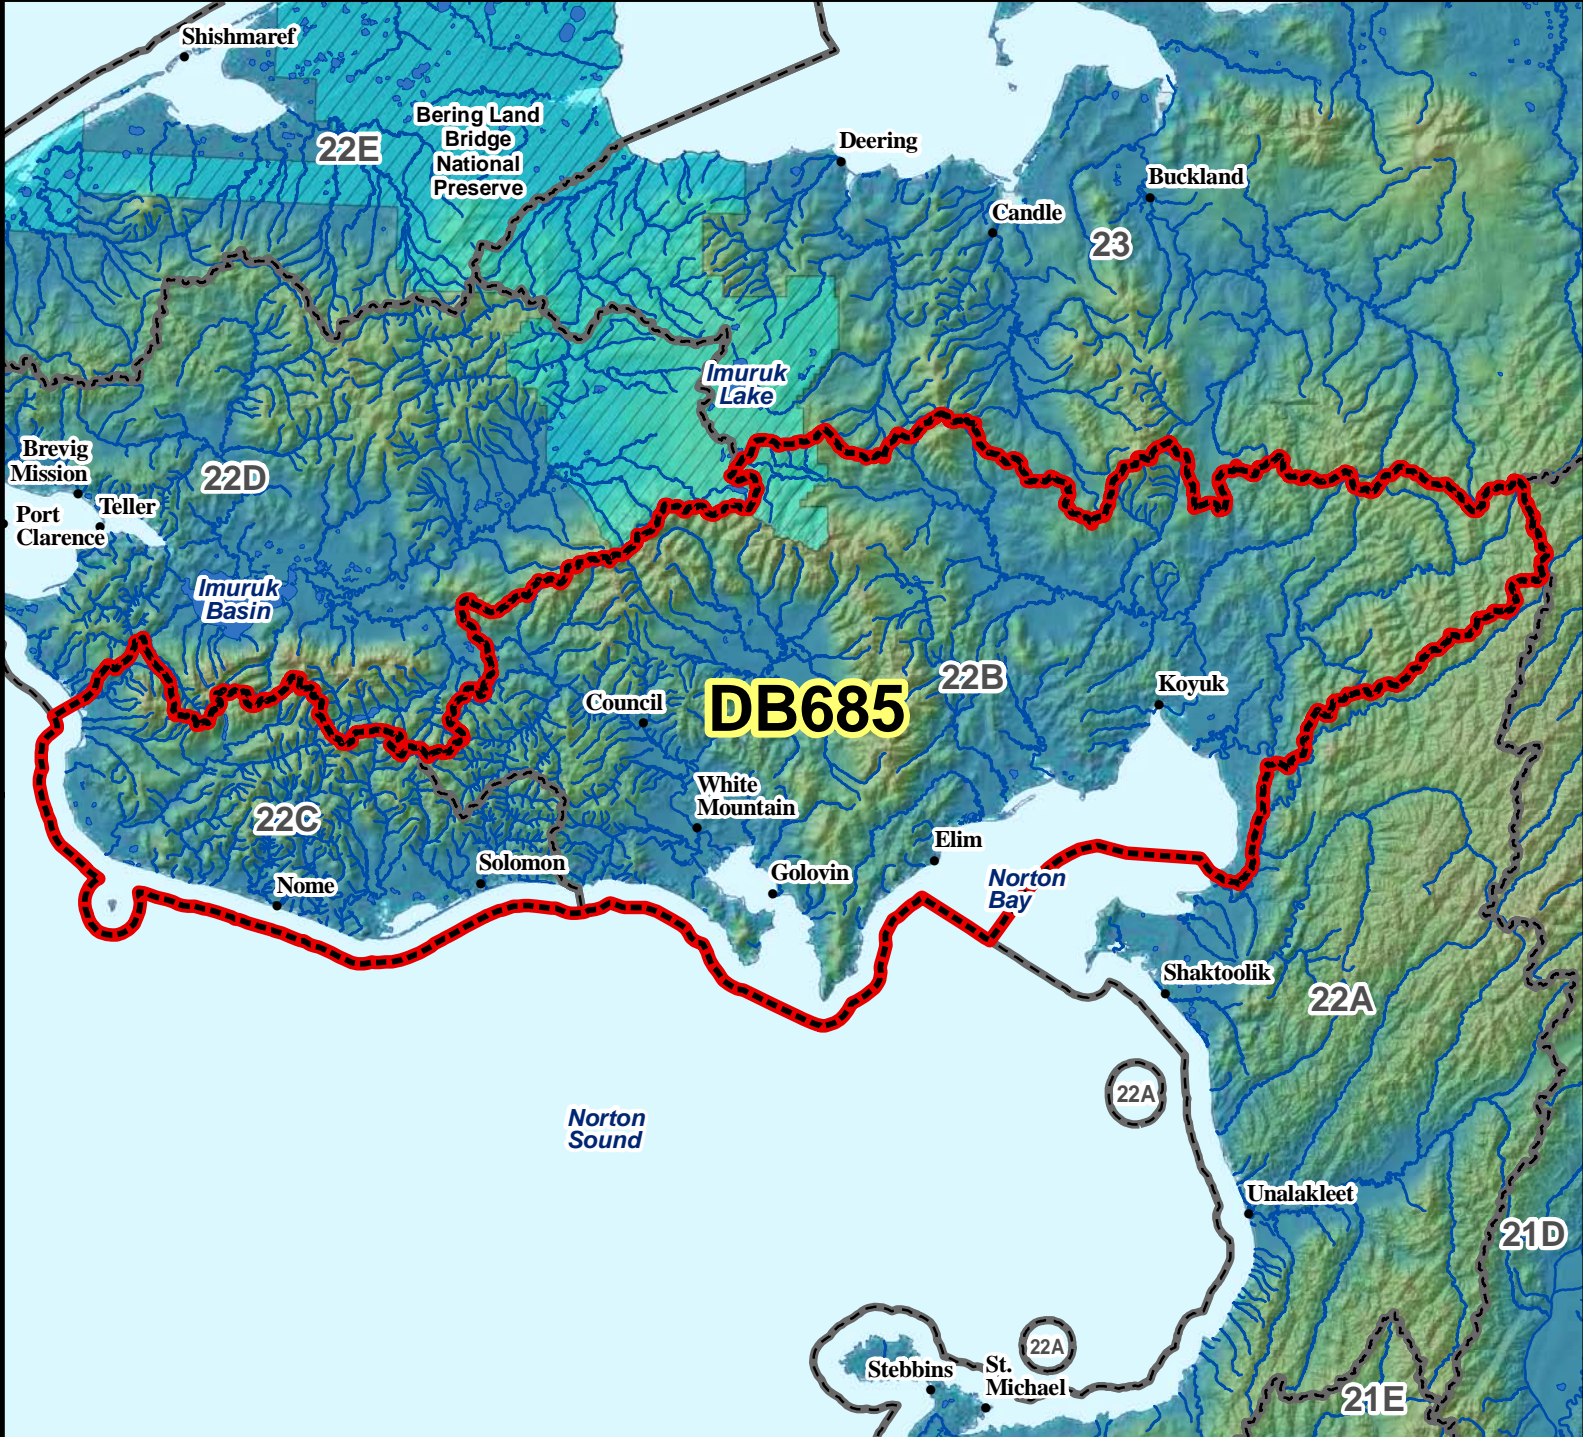 Shishmaref
Bering Land
Bridge
National
Preserve
22E
Deering
Buckland
Candle
23
Imuruk
Lake
Brevig
Mission
22D
Teller
Port
Clarence
Imuruk
Basin
22B
Koyuk
Council
DB685
White
Mountain
22C
Elim
Solomon
Golovin
Nome
Norton
Bay
Shaktoolik
22A
22A
Norton
Sound
Unalakleet
21D
22A
Stebbins
St.
Michael
21E